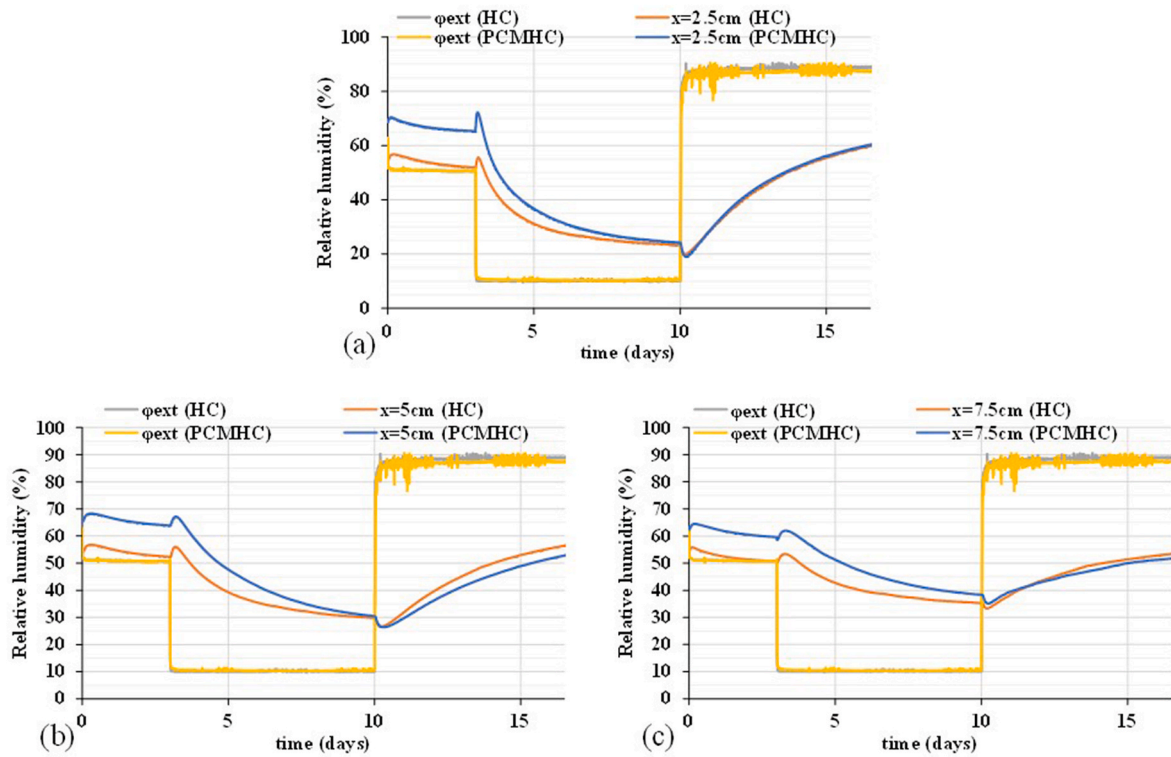 φext (HC) x=2.5cm (HC)
φext (PCMHC) x=2.5cm (PCMHC)
Relative humidity (%)
100
80
60
40
20
0
0 5 10 15
time (days)
(a)
φext (HC) x=5cm (HC)
φext (PCMHC) x=5cm (PCMHC)
Relative humidity (%)
100
90
80
70
60
50
40
30
20
10
0
0 5 10 15
time (days)
(b)
φext (HC) x=7.5cm (HC)
φext (PCMHC) x=7.5cm (PCMHC)
Relative humidity (%)
100
90
80
70
60
50
40
30
20
10
0
0 5 10 15
time (days)
(c)